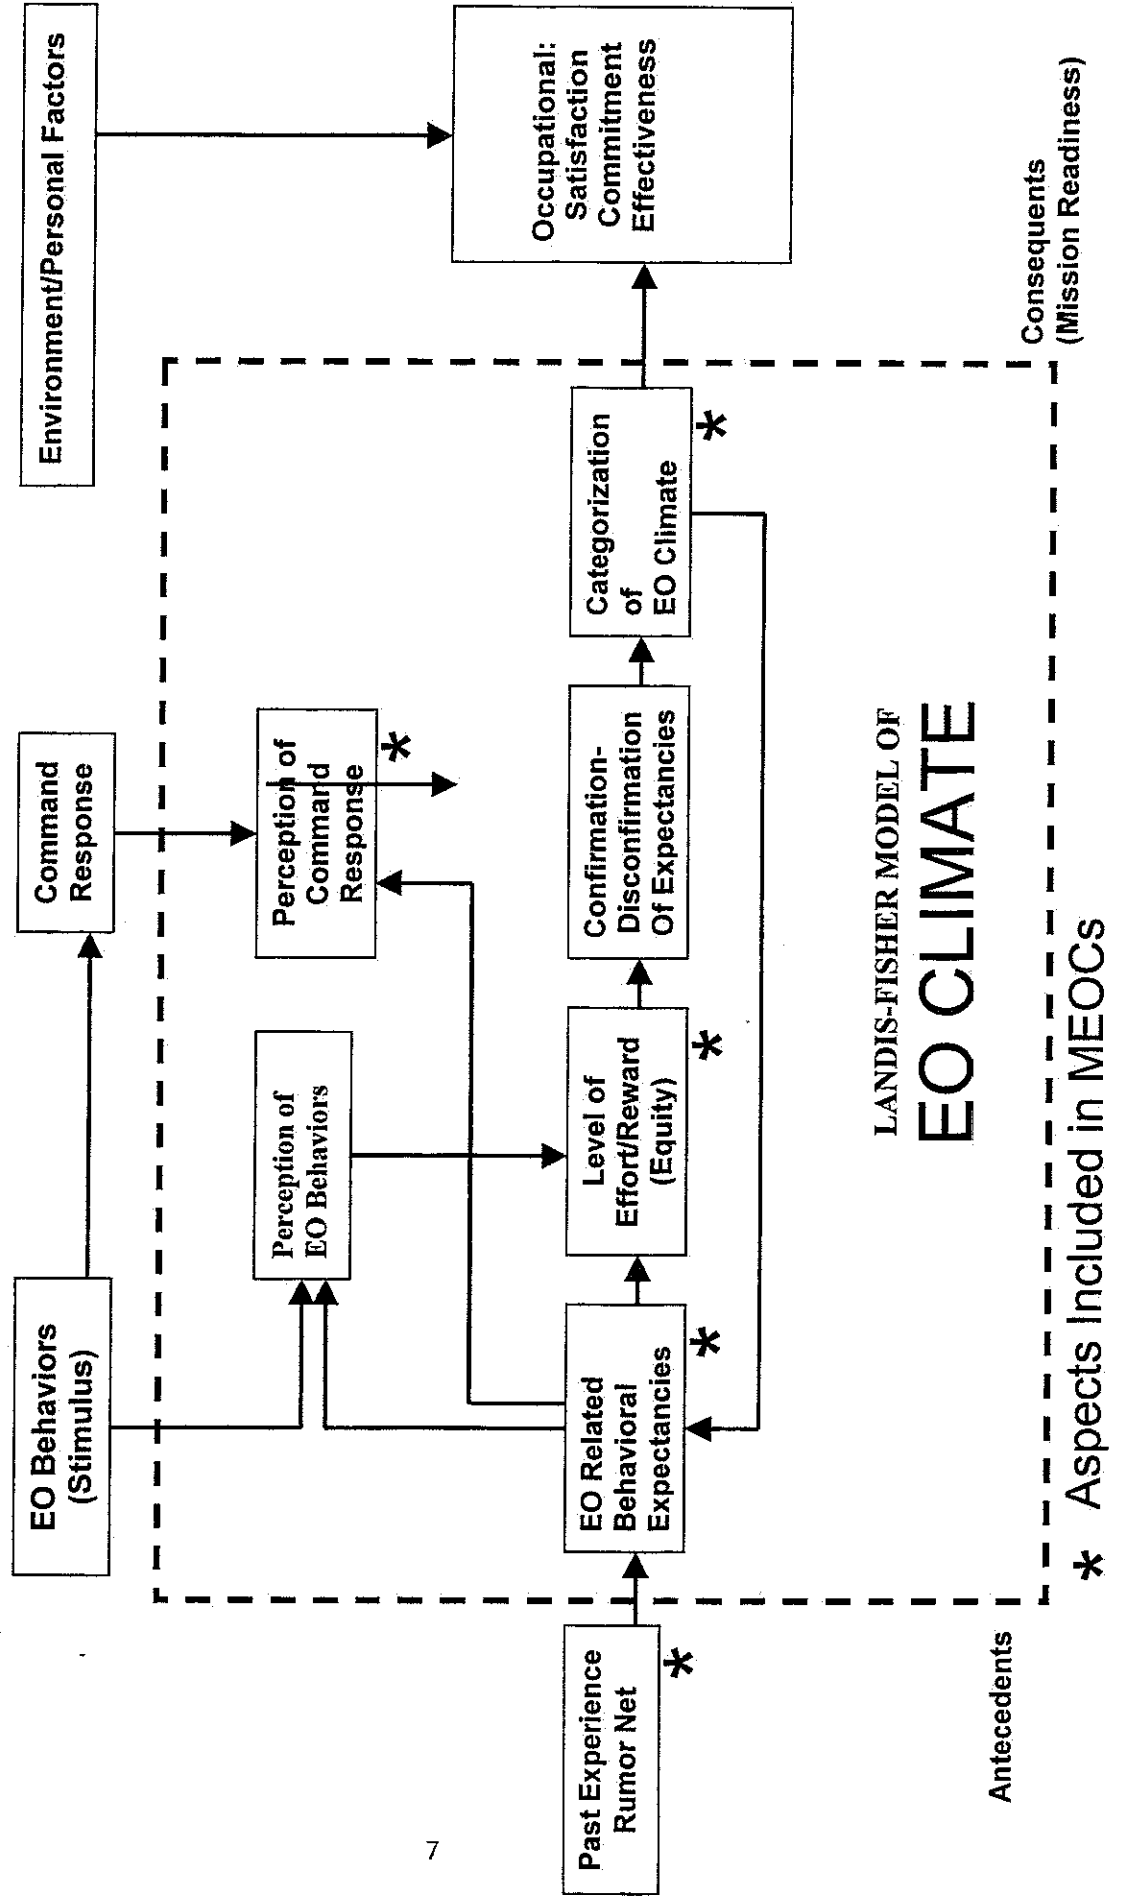 EO Behaviors
(Stimulus)
Command
Response
Environment/Personal Factors
Perception of
EO Behaviors
Perception of
Command
Response
*
Past Experience
Rumor Net
*
EO Related
Behavioral
Expectancies
*
Level of
Effort/Reward
(Equity)
*
Confirmation-
Disconfirmation
Of Expectancies
Categorization
of
EO Climate
*
Occupational:
Satisfaction
Commitment
Effectiveness
LANDIS-FISHER MODEL OF
EO CLIMATE
Antecedents
Consequents
(Mission Readiness)
* Aspects Included in MEOCs
7